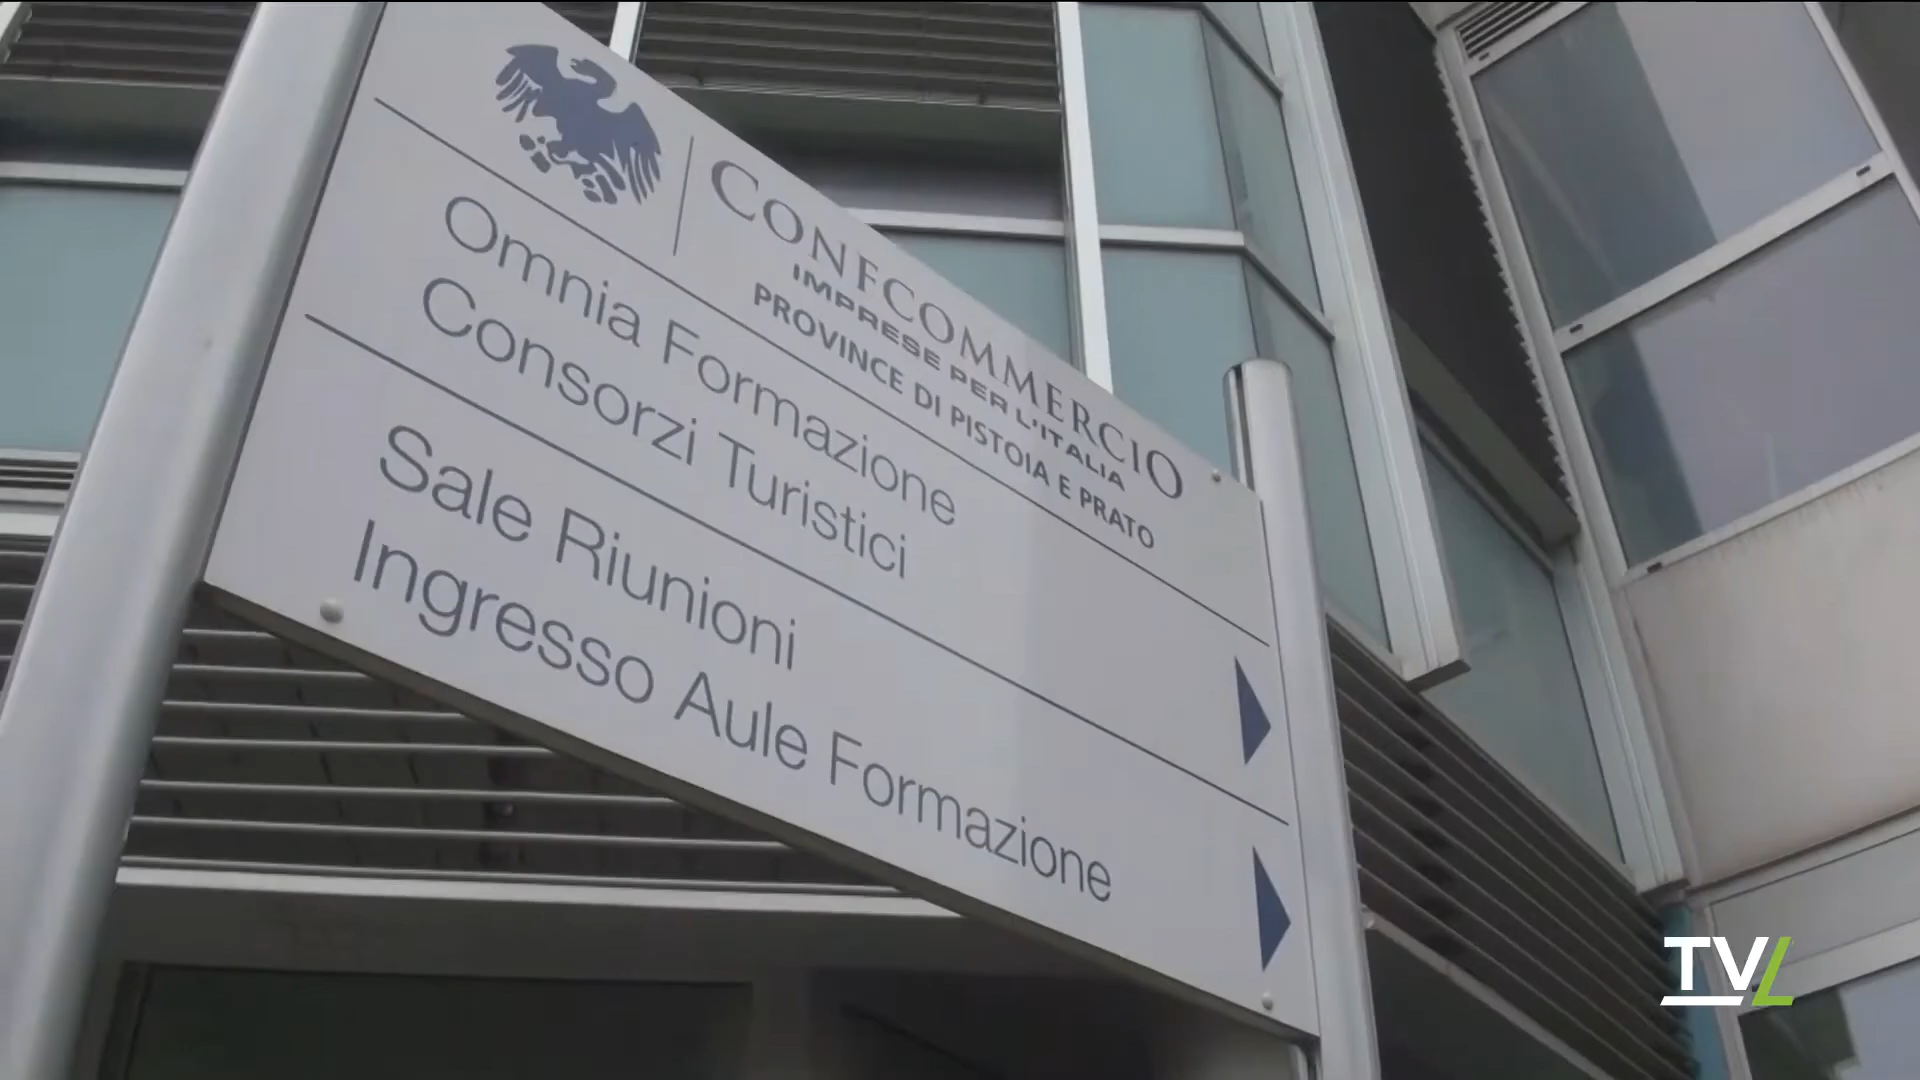 CONFCOMMERCIO
IMPRESE PER L'ITALIA
PROVINCE DI PISTOIA E PRATO
Omnia Formazione
Consorzi Turistici
Sale Riunioni
Ingresso Aule Formazione
TVL